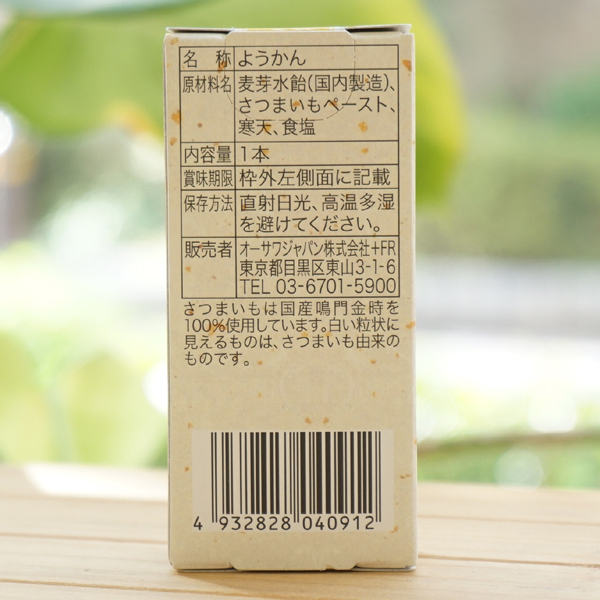 名 称 ようかん
原材料名 麦芽水飴(国内製造)、
さつまいもペースト、
寒天、食塩
内容量 1本
賞味期限 枠外左側面に記載
保存方法 直射日光、高温多湿
を避けてください。
販売者 オーサワジャパン株式会社+FR
東京都目黒区東山3-1-6
TEL 03-6701-5900
さつまいもは国産鳴門金時を
100%使用しています。白い粒状に
見えるものは、さつまいも由来の
ものです。
4 932828 040912